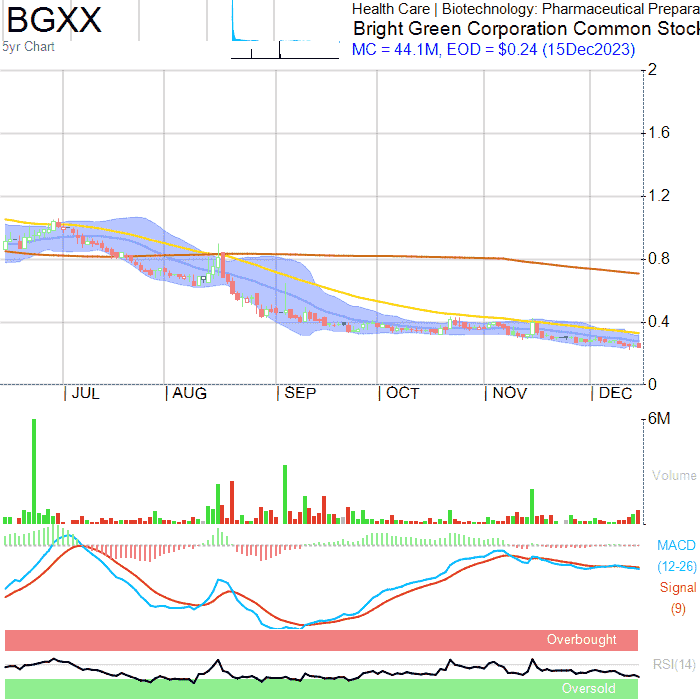 BGXX
5yr Chart
Health Care | Biotechnology: Pharmaceutical Prepara
Bright Green Corporation Common Stock
MC = 44.1M, EOD = $0.24 (15Dec2023)
2
1.6
1.2
0.8
0.4
0
| JUL | AUG | SEP | OCT | NOV | DEC
6M
Volume
MACD
(12-26)
Signal
(9)
Overbought
RSI(14)
Oversold